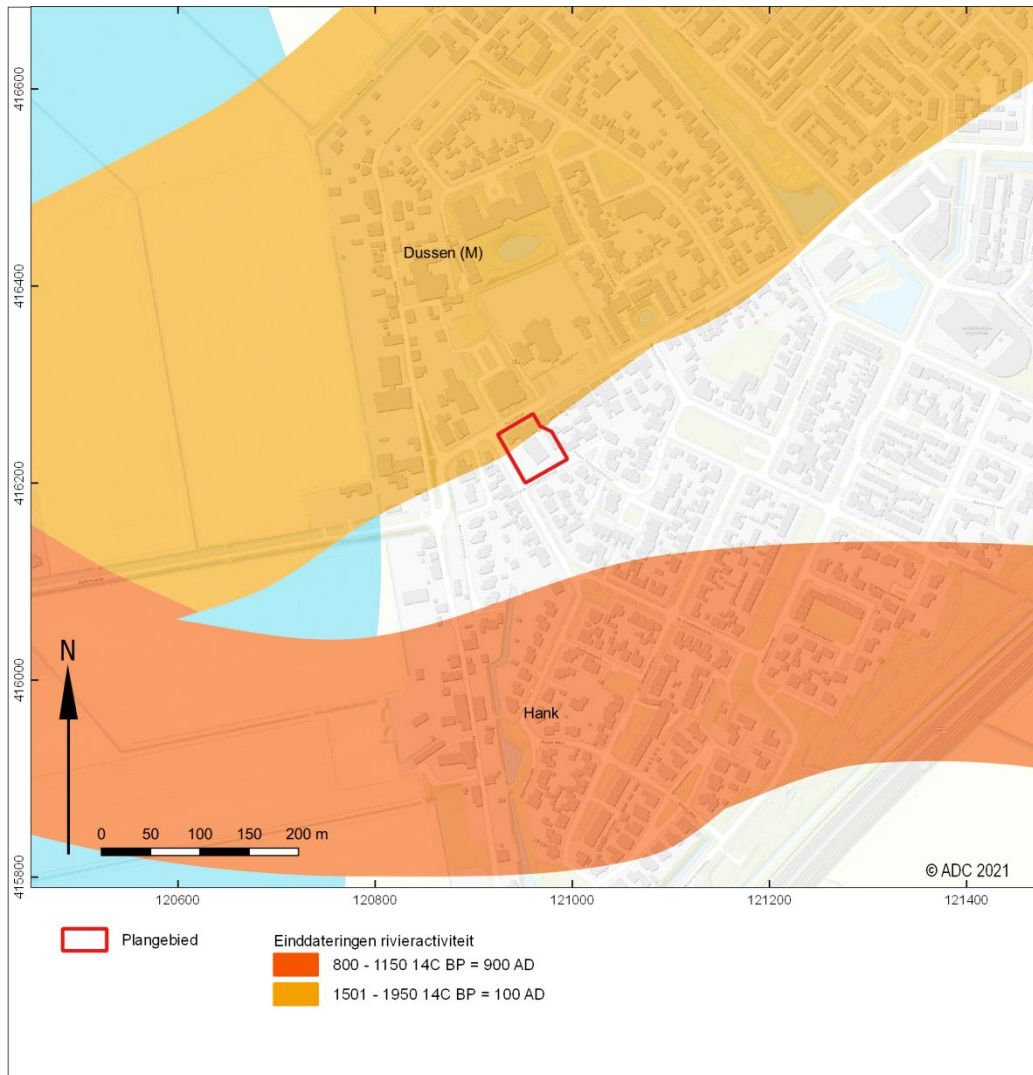 416600
Dussen (M)
416400
416200
416000
N
Hank
0 50 100 150 200 m
415800
© ADC 2021
120600 120800 121000 121200 121400
Plangebied
Einddateringen rivieractiviteit
800 - 1150 14C BP = 900 AD
1501 - 1950 14C BP = 100 AD